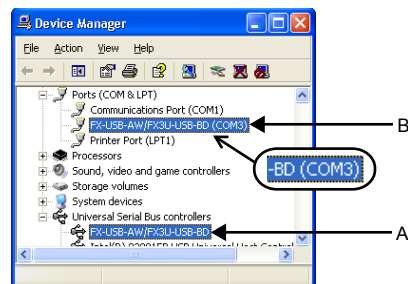 Device Manager
File Action View Help
Ports (COM & LPT)
Communications Port (COM1)
FX-USB-AW/FX3U-USB-BD (COM3)
B
Printer Port (LPT1)
Processors
-BD (COM3)
Sound, video and game controllers
Storage volumes
System devices
Universal Serial Bus controllers
FX-USB-AW/FX3U-USB-BD
A